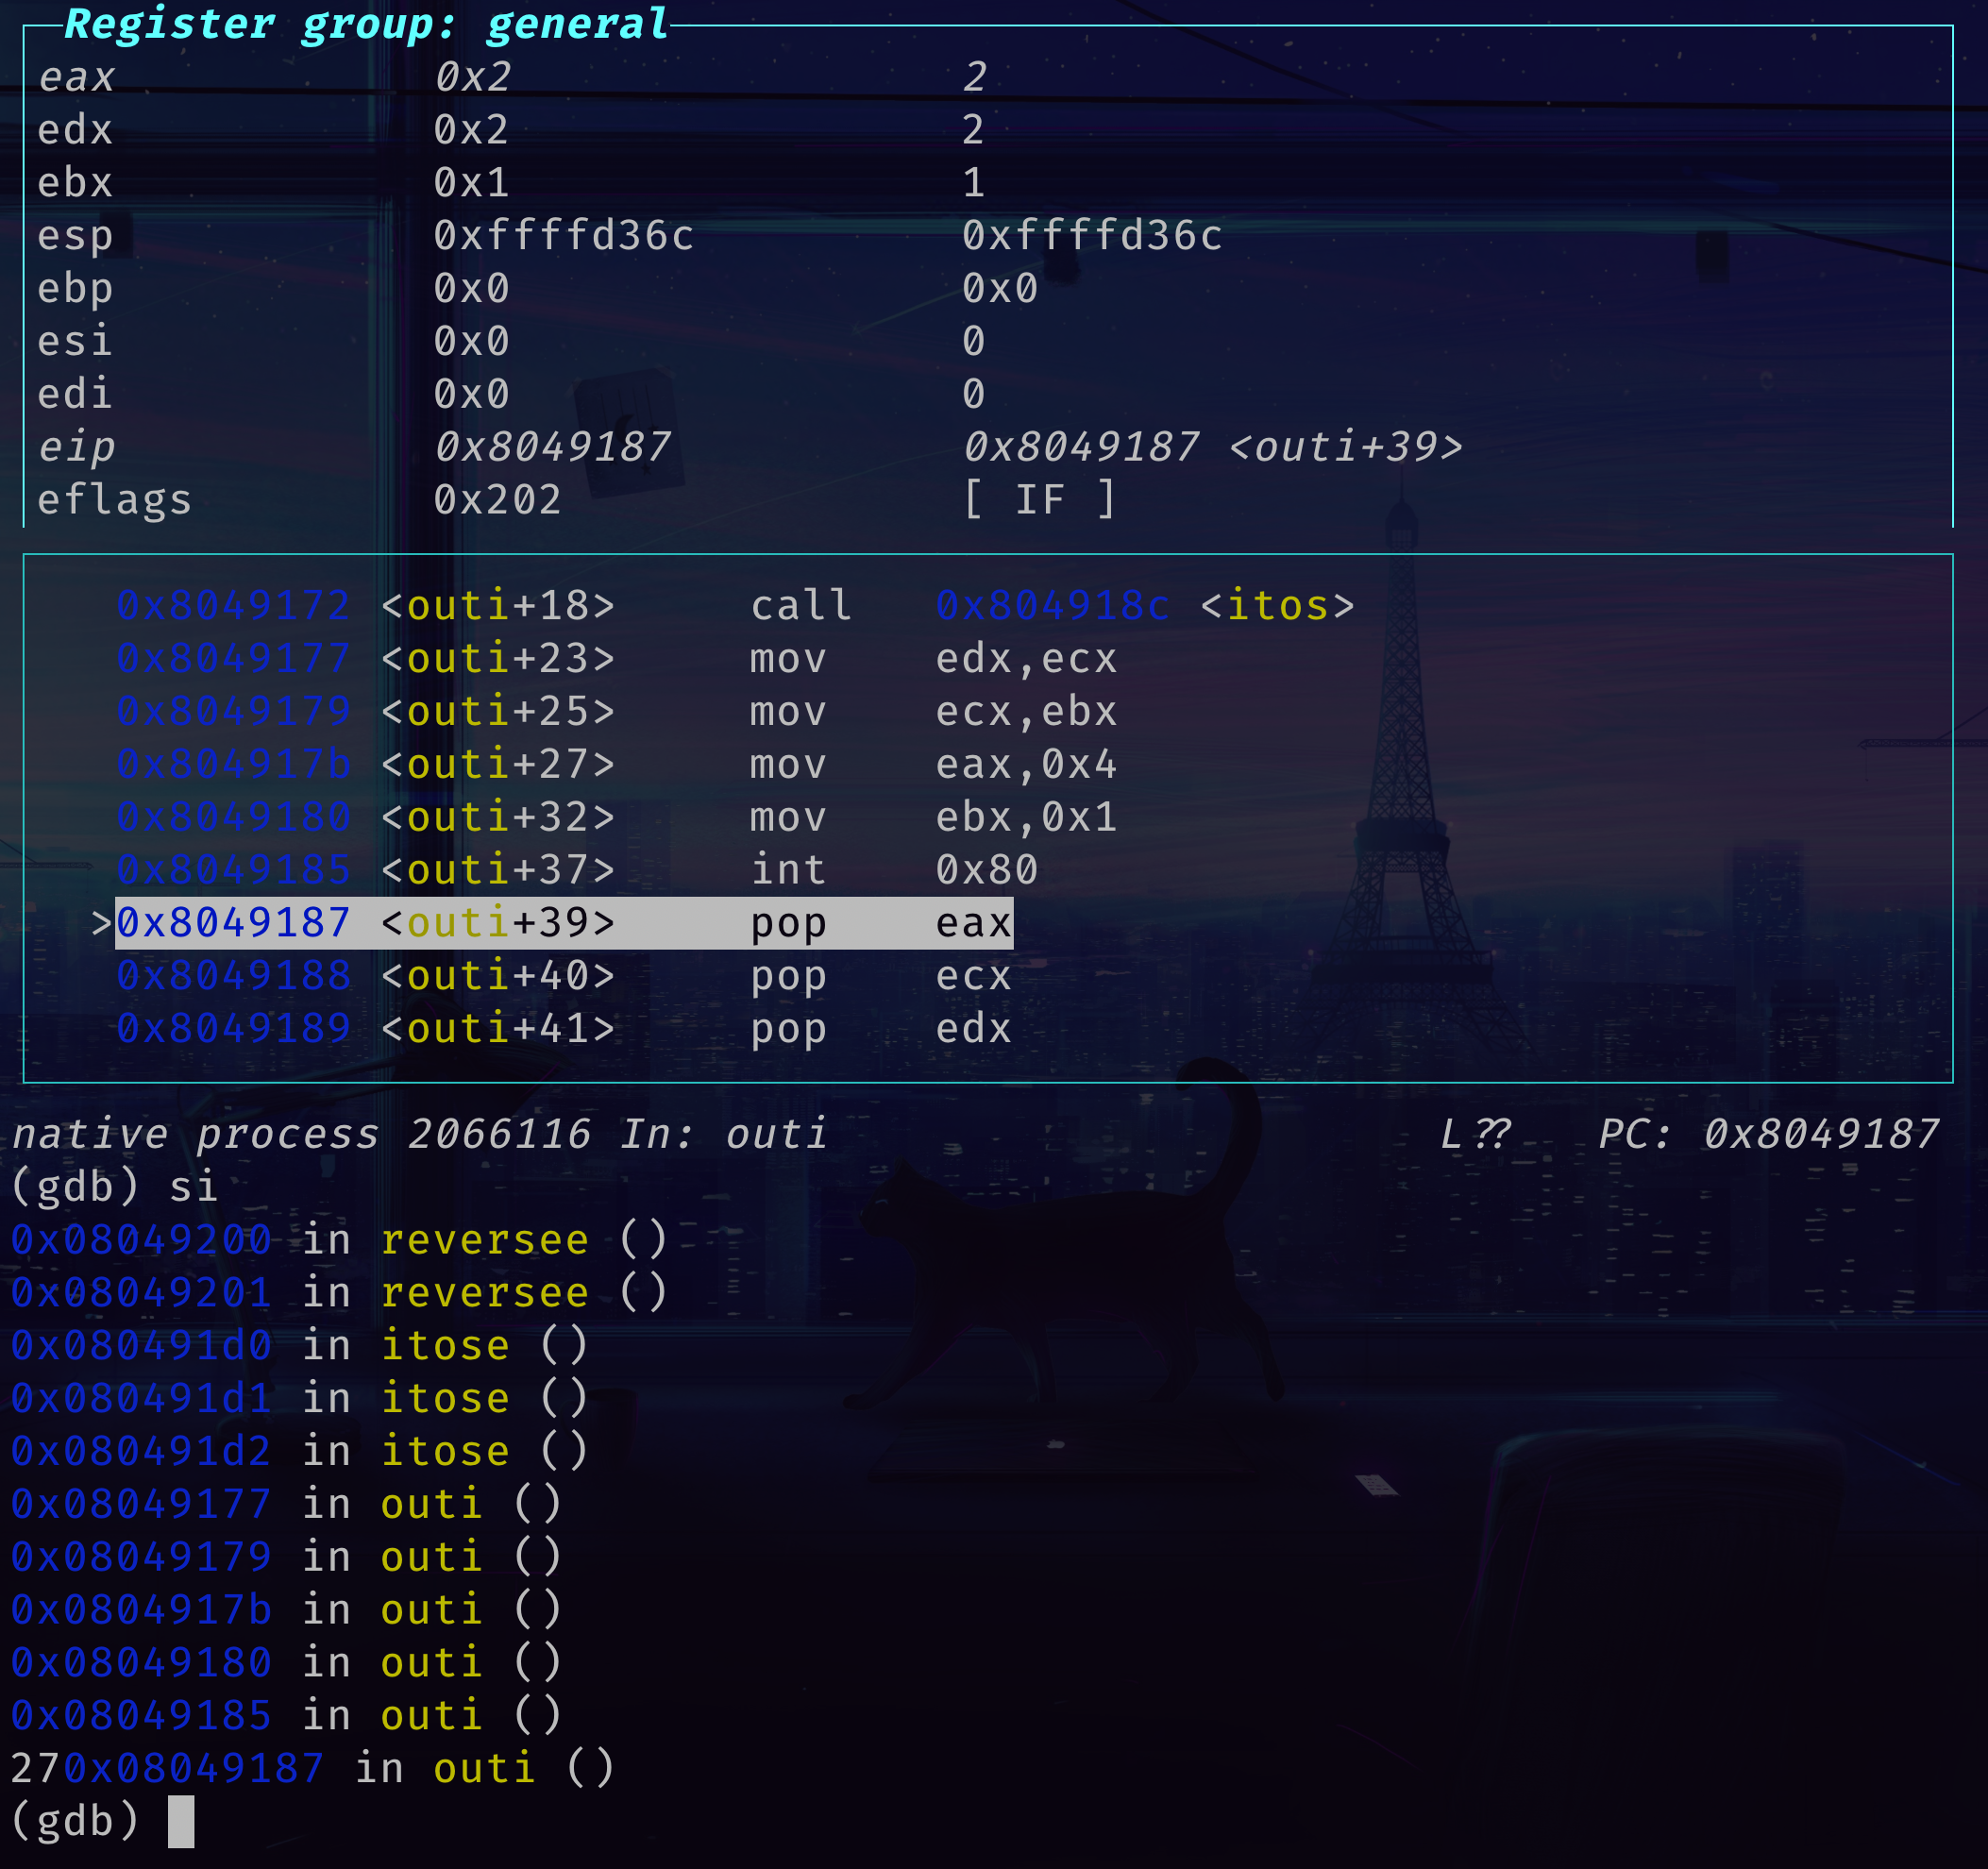 Register group: general
eax 0x2 2
edx 0x2 2
ebx 0x1 1
esp 0xffffd36c 0xffffd36c
ebp 0x0 0x0
esi 0x0 0
edi 0x0 0
eip 0x8049187 0x8049187 <outi+39>
eflags 0x202 [ IF ]
0x8049172 <outi+18> call 0x804918c <itos>
0x8049177 <outi+23> mov edx,ecx
0x8049179 <outi+25> mov ecx,ebx
0x804917b <outi+27> mov eax,0x4
0x8049180 <outi+32> mov ebx,0x1
0x8049185 <outi+37> int 0x80
>0x8049187 <outi+39> pop eax
0x8049188 <outi+40> pop ecx
0x8049189 <outi+41> pop edx
native process 2066116 In: outi L?? PC: 0x8049187
(gdb) si
0x08049200 in reversee ()
0x08049201 in reversee ()
0x080491d0 in itose ()
0x080491d1 in itose ()
0x080491d2 in itose ()
0x08049177 in outi ()
0x08049179 in outi ()
0x0804917b in outi ()
0x08049180 in outi ()
0x08049185 in outi ()
270x08049187 in outi ()
(gdb)